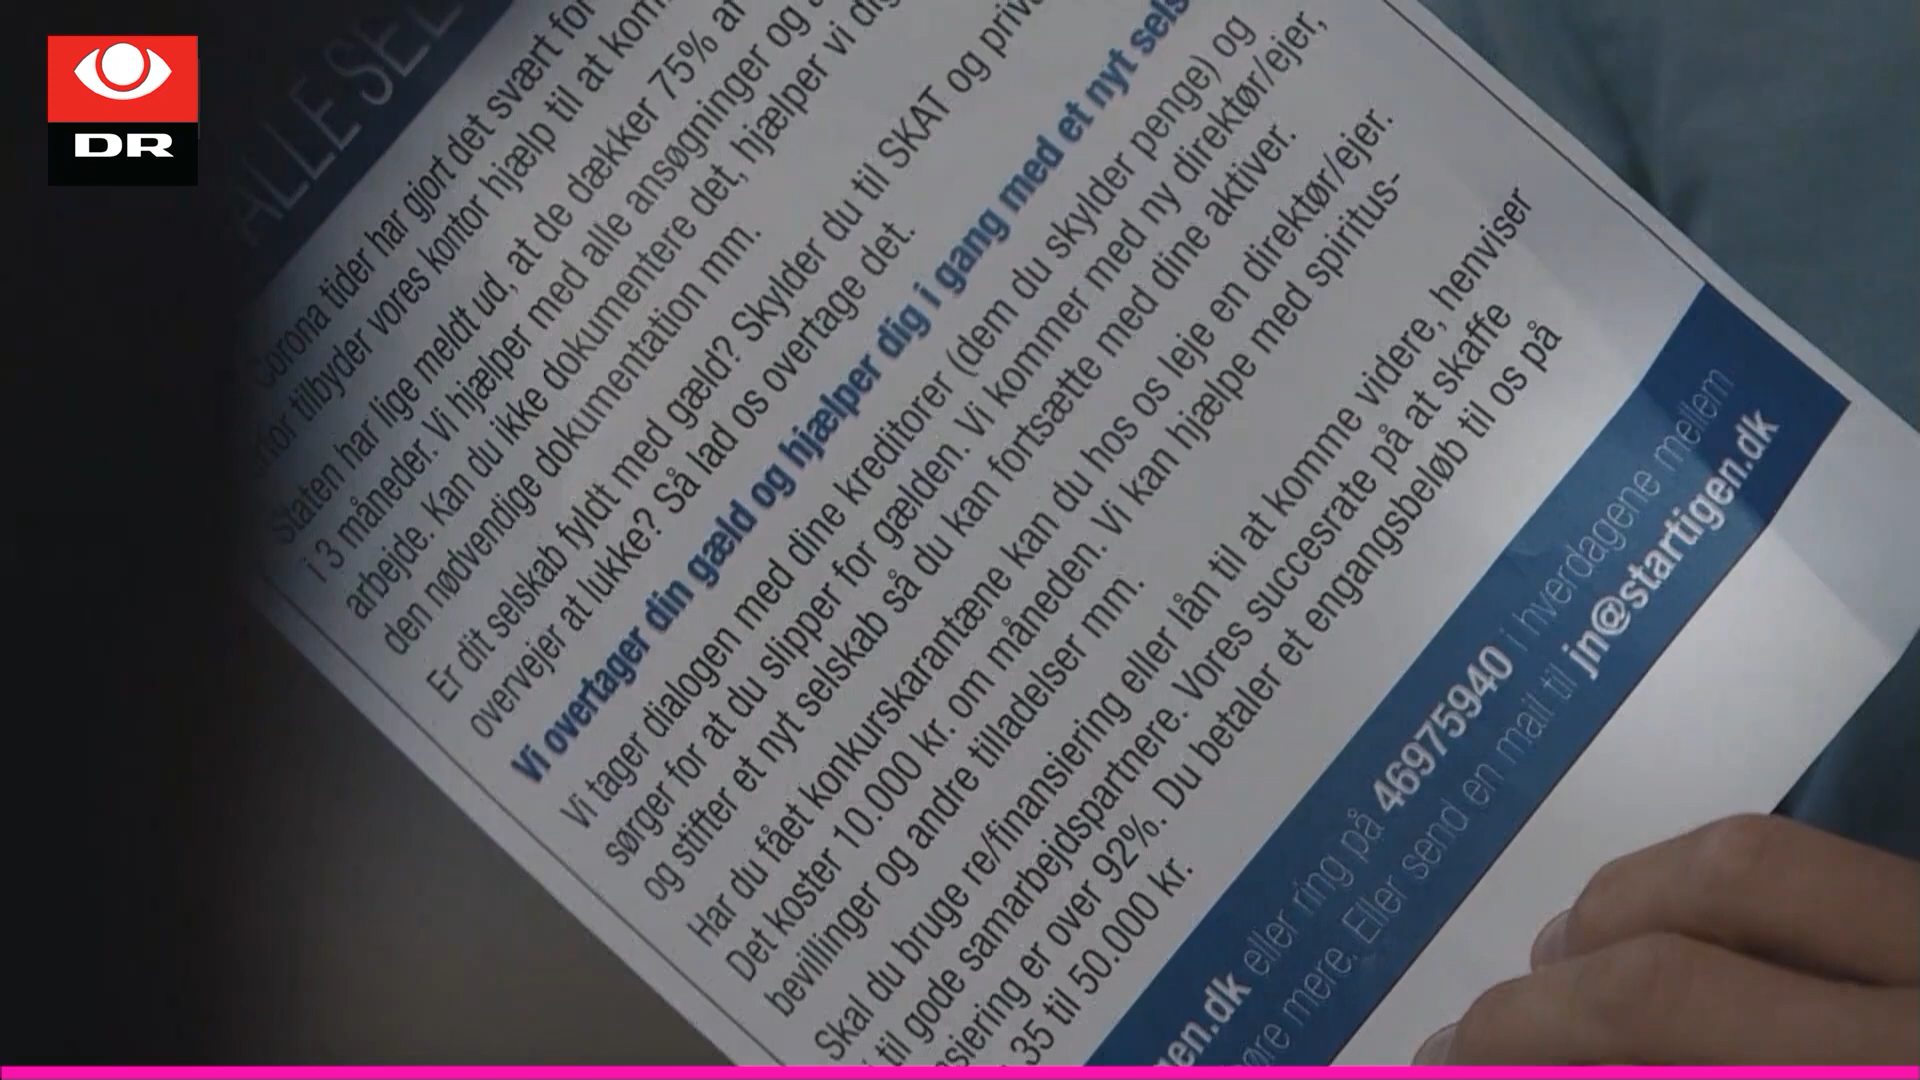 DR
ALLE SEL
Corona tider har gjort det svært for
tilbyder vores kontor hjælp til at kom
Staten har lige meldt ud, at de dækker 75% af
i 3 måneder. Vi hjælper med alle ansøgninger og
arbejde. Kan du ikke dokumentere det, hjælper vi dig
den nødvendige dokumentation mm.
Er dit selskab fyldt med gæld? Skylder du til SKAT og priva
overvejer at lukke? Så lad os overtage det.
Vi overtager din gæld og hjælper dig i gang med et nyt sels
Vi tager dialogen med dine kreditorer (dem du skylder penge) og
sørger for at du slipper for gælden. Vi kommer med ny direktør/ejer,
og stifter et nyt selskab så du kan fortsætte med dine aktiver.
Har du fået konkurskarantæne kan du hos os leje en direktør/ejer.
Det koster 10.000 kr. om måneden. Vi kan hjælpe med spiritus-
bevillinger og andre tilladelser mm.
Skal du bruge re/finansiering eller lån til at komme videre, henviser
til gode samarbejdspartnere. Vores succesrate på at skaffe
nsiering er over 92%. Du betaler et engangsbeløb til os på
35 til 50.000 kr.
gen.dk eller ring på 46975940 i hverdagene mellem
øre mere. Eller send en mail til jn@startigen.dk